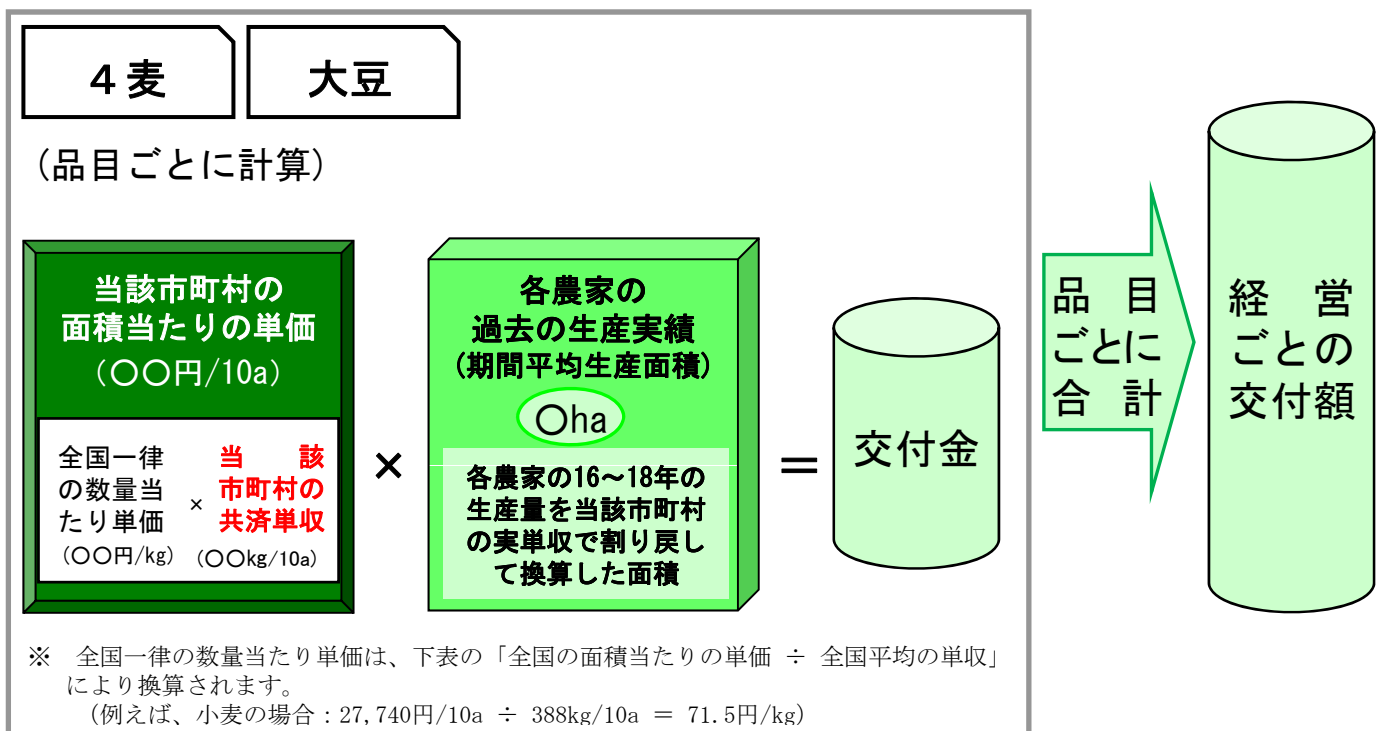 ４麦
大豆
(品目ごとに計算)
当該市町村の
面積当たりの単価
(〇〇円/10a)
全国一律
の数量当
たり単価
(〇〇円/kg)
×
当該
市町村の
共済単収
(〇〇kg/10a)
×
各農家の
過去の生産実績
(期間平均生産面積)
〇ha
各農家の16～18年の
生産量を当該市町村
の実単収で割り戻し
て換算した面積
＝
交付金
品目
ごとに
合計
経営
ごとの
交付額
※　全国一律の数量当たり単価は、下表の「全国の面積当たりの単価 ÷ 全国平均の単収」
により換算されます。
(例えば、小麦の場合：27,740円/10a ÷ 388kg/10a ＝ 71.5円/kg)